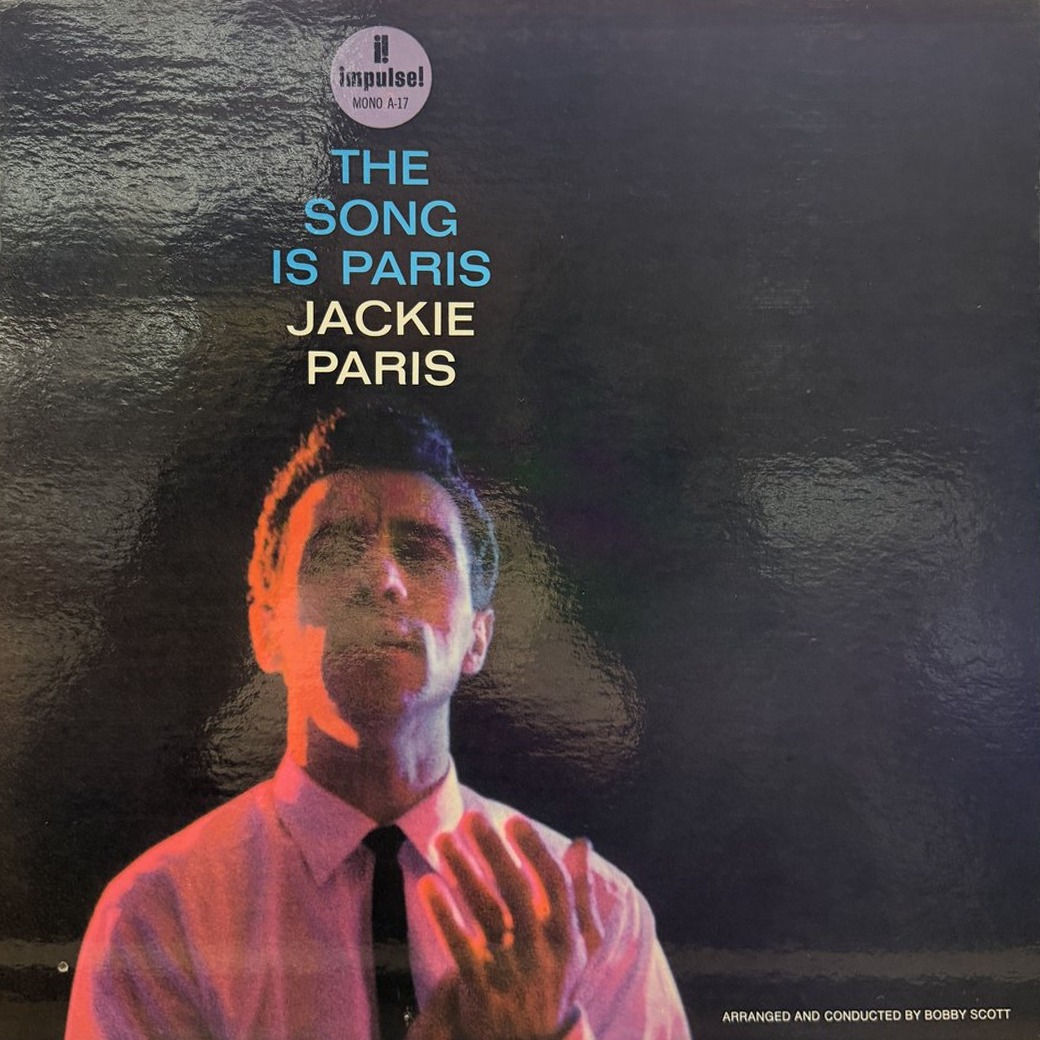 i!
impulse!
MONO A-17
THE
SONG
IS PARIS
JACKIE
PARIS
ARRANGED AND CONDUCTED BY BOBBY SCOTT